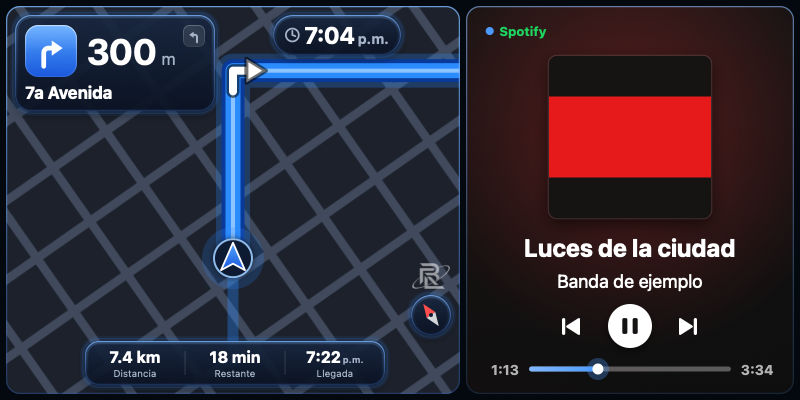 300 m
7a Avenida
7:04 p.m.
7.4 km
Distancia
18 min
Restante
7:22 p.m.
Llegada
Spotify
Luces de la ciudad
Banda de ejemplo
1:13
3:34